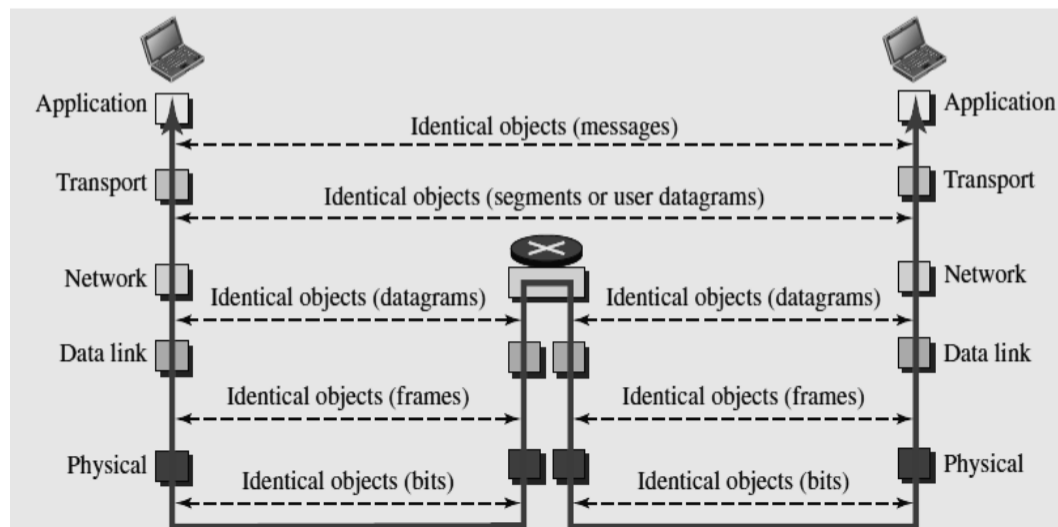 Application
Application
Identical objects (messages)
Transport
Transport
Identical objects (segments or user datagrams)
Network
Network
Identical objects (datagrams)
Identical objects (datagrams)
Data link
Data link
Identical objects (frames)
Identical objects (frames)
Physical
Physical
Identical objects (bits)
Identical objects (bits)